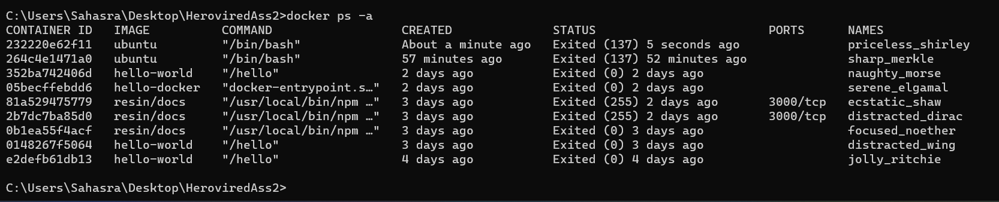 C:\Users\Sahasra\Desktop\HeroviredAss2>docker ps -a
CONTAINER ID   IMAGE          COMMAND                  CREATED              STATUS                        PORTS      NAMES
232220e62f11   ubuntu         "/bin/bash"              About a minute ago   Exited (137) 5 seconds ago               priceless_shirley
264c4e1471a0   ubuntu         "/bin/bash"              57 minutes ago       Exited (137) 52 minutes ago              sharp_merkle
352ba742406d   hello-world    "/hello"                 2 days ago           Exited (0) 2 days ago                    naughty_morse
05becffebdd6   hello-docker   "docker-entrypoint.s…"   2 days ago           Exited (0) 2 days ago                    serene_elgamal
81a529475779   resin/docs     "/usr/local/bin/npm …"   3 days ago           Exited (255) 2 days ago       3000/tcp   ecstatic_shaw
2b7dc7ba85d0   resin/docs     "/usr/local/bin/npm …"   3 days ago           Exited (255) 2 days ago       3000/tcp   distracted_dirac
0b1ea55f4acf   resin/docs     "/usr/local/bin/npm …"   3 days ago           Exited (0) 3 days ago                    focused_noether
0148267f5064   hello-world    "/hello"                 3 days ago           Exited (0) 3 days ago                    distracted_wing
e2defb61db13   hello-world    "/hello"                 4 days ago           Exited (0) 4 days ago                    jolly_ritchie
C:\Users\Sahasra\Desktop\HeroviredAss2>